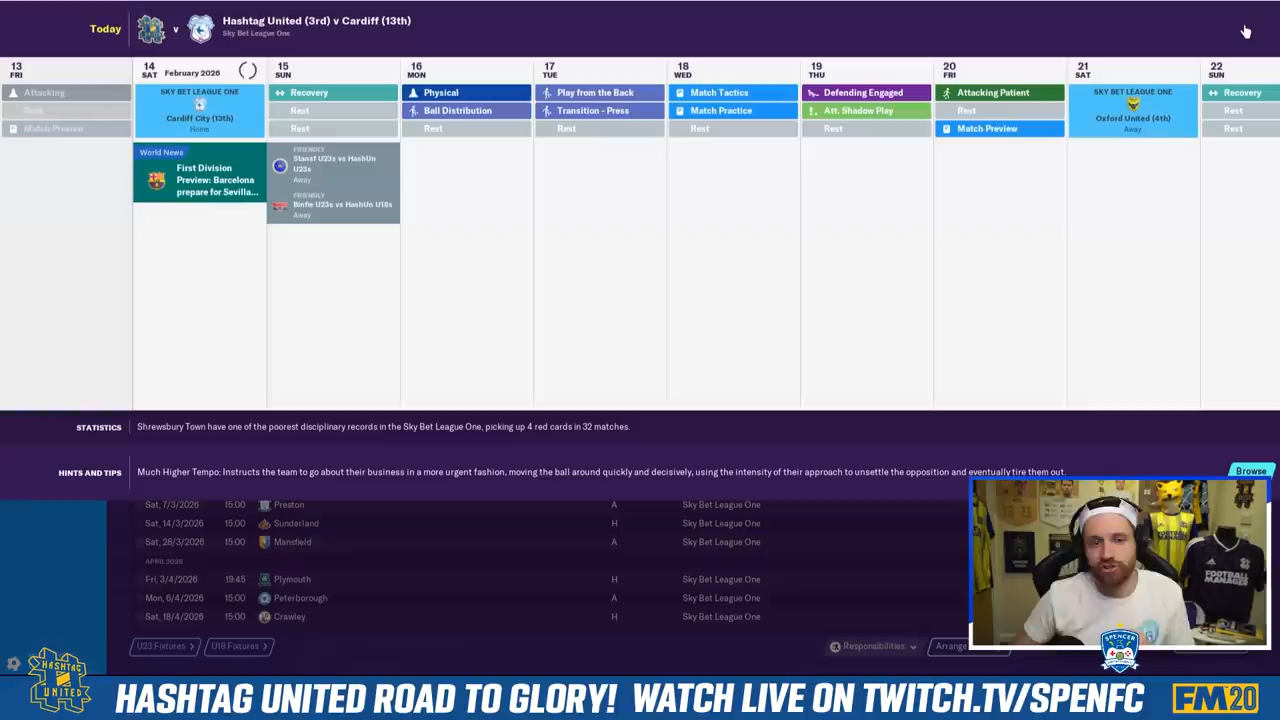 Today
v
Hashtag United (3rd) v Cardiff (13th)
Sky Bet League One
13
FRI
14
SAT February 2026
15
SUN
16
MON
17
TUE
18
WED
19
THU
20
FRI
21
SAT
22
SUN
Attacking
Rest
Match Preview
SKY BET LEAGUE ONE
Cardiff City (13th)
Home
World News
First Division
Preview: Barcelona
prepare for Sevilla...
Recovery
Rest
Rest
FRIENDLY
Stansf U23s vs HashUn
U23s
Away
FRIENDLY
Binfie U23s vs HashUn U18s
Away
Physical
Ball Distribution
Rest
Play from the Back
Transition - Press
Rest
Match Tactics
Match Practice
Rest
Defending Engaged
Att. Shadow Play
Rest
Attacking Patient
Rest
Match Preview
SKY BET LEAGUE ONE
Oxford United (4th)
Away
Recovery
Rest
Rest
STATISTICS
Shrewsbury Town have one of the poorest disciplinary records in the Sky Bet League One, picking up 4 red cards in 32 matches.
HINTS AND TIPS
Much Higher Tempo: Instructs the team to go about their business in a more urgent fashion, moving the ball around quickly and decisively, using the intensity of their approach to unsettle the opposition and eventually tire them out.
Browse
Sat, 7/3/2026 15:00 Preston A Sky Bet League One
Sat, 14/3/2026 15:00 Sunderland H Sky Bet League One
Sat, 28/3/2026 15:00 Mansfield A Sky Bet League One
APRIL 2026
Fri, 3/4/2026 19:45 Plymouth H Sky Bet League One
Mon, 6/4/2026 15:00 Peterborough A Sky Bet League One
Sat, 18/4/2026 15:00 Crawley H Sky Bet League One
U23 Fixtures >
U18 Fixtures >
Responsibilities
Arrange
FOOTBALL
MANAGER
SPENCER
HASHTAG
UNITED
HASHTAG UNITED ROAD TO GLORY! WATCH LIVE ON TWITCH.TV/SPENFC
FM'20